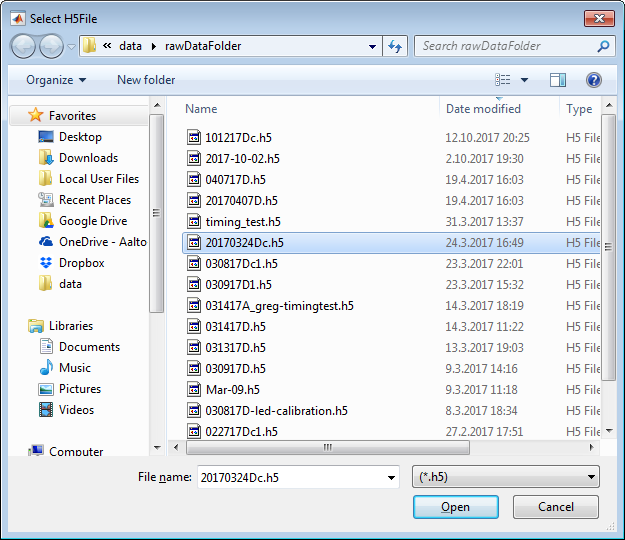 Select H5File
« data ▸ rawDataFolder
Search rawDataFolder
Organize ▾ New folder
Name Date modified Type
Favorites
Desktop
Downloads
Local User Files
Recent Places
Google Drive
OneDrive - Aalto
Dropbox
data
Libraries
Documents
Music
Pictures
Videos
Computer
101217Dc.h5 12.10.2017 20:25 H5 File
2017-10-02.h5 2.10.2017 19:30 H5 File
040717D.h5 19.4.2017 16:03 H5 File
20170407D.h5 19.4.2017 16:03 H5 File
timing_test.h5 31.3.2017 13:37 H5 File
20170324Dc.h5 24.3.2017 16:49 H5 File
030817Dc1.h5 23.3.2017 22:01 H5 File
030917D1.h5 23.3.2017 15:32 H5 File
031417A_greg-timingtest.h5 14.3.2017 18:19 H5 File
031417D.h5 14.3.2017 11:22 H5 File
031317D.h5 13.3.2017 19:03 H5 File
030917D.h5 9.3.2017 14:16 H5 File
Mar-09.h5 9.3.2017 11:18 H5 File
030817D-led-calibration.h5 8.3.2017 18:34 H5 File
022717Dc1.h5 27.2.2017 17:51 H5 File
File name: 20170324Dc.h5 (*.h5)
Open Cancel